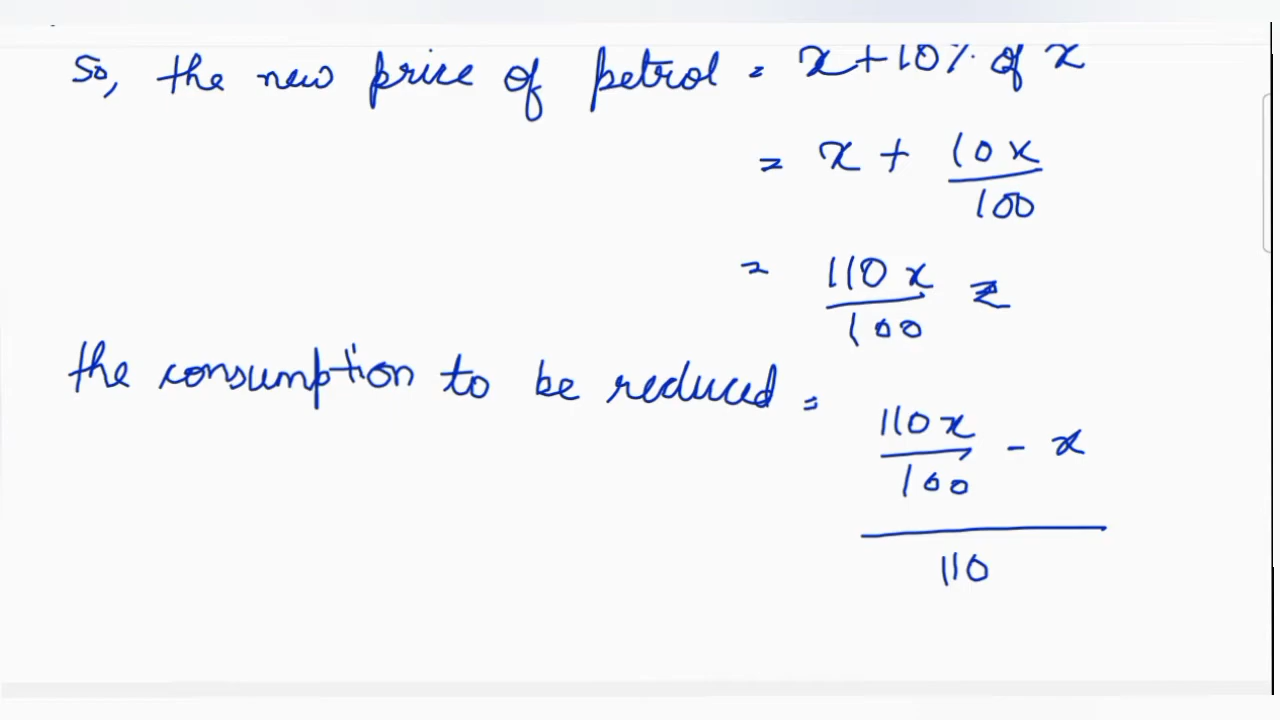 So, the new price of petrol = x + 10% of x
= x + 10x/100
= 110x/100 =
the consumption to be reduced = (110x/100 - x)/110